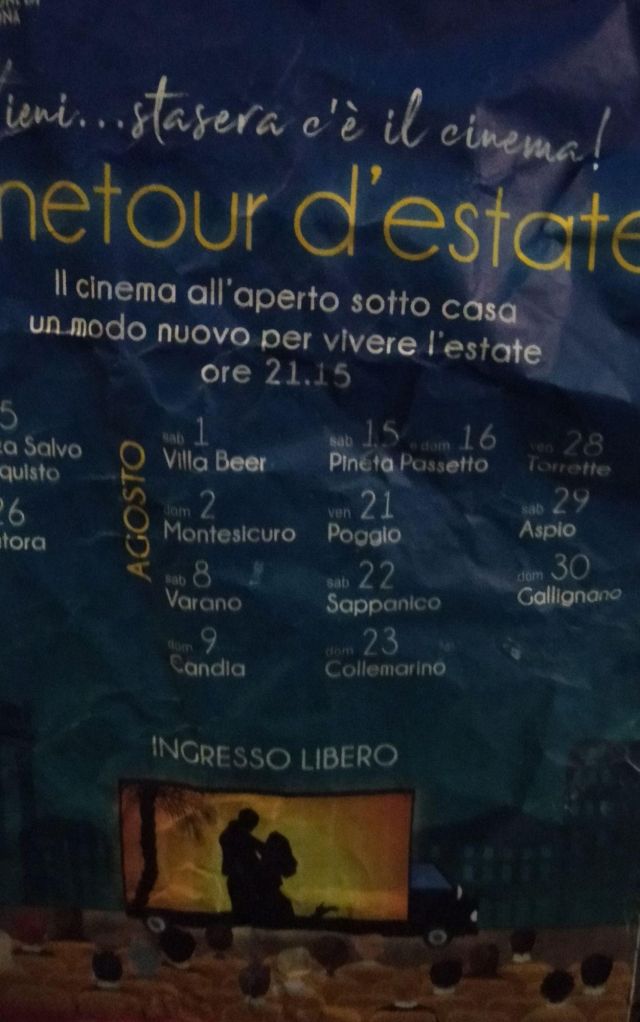 NA
ieni...stasera c'è il cinema!
netour d'estate
Il cinema all'aperto sotto casa
un modo nuovo per vivere l'estate
ore 21.15
5
a Salvo
quisto
26
tora
AGOSTO
sab 1
Villa Beer
dom 2
Montesicuro
sab 8
Varano
dom 9
Candia
sab 15 e dom 16
Pineta Passetto
ven 21
Poggio
sab 22
Sappanico
dom 23
Collemarino
ven 28
Torrette
sab 29
Aspio
dom 30
Gallignano
INGRESSO LIBERO